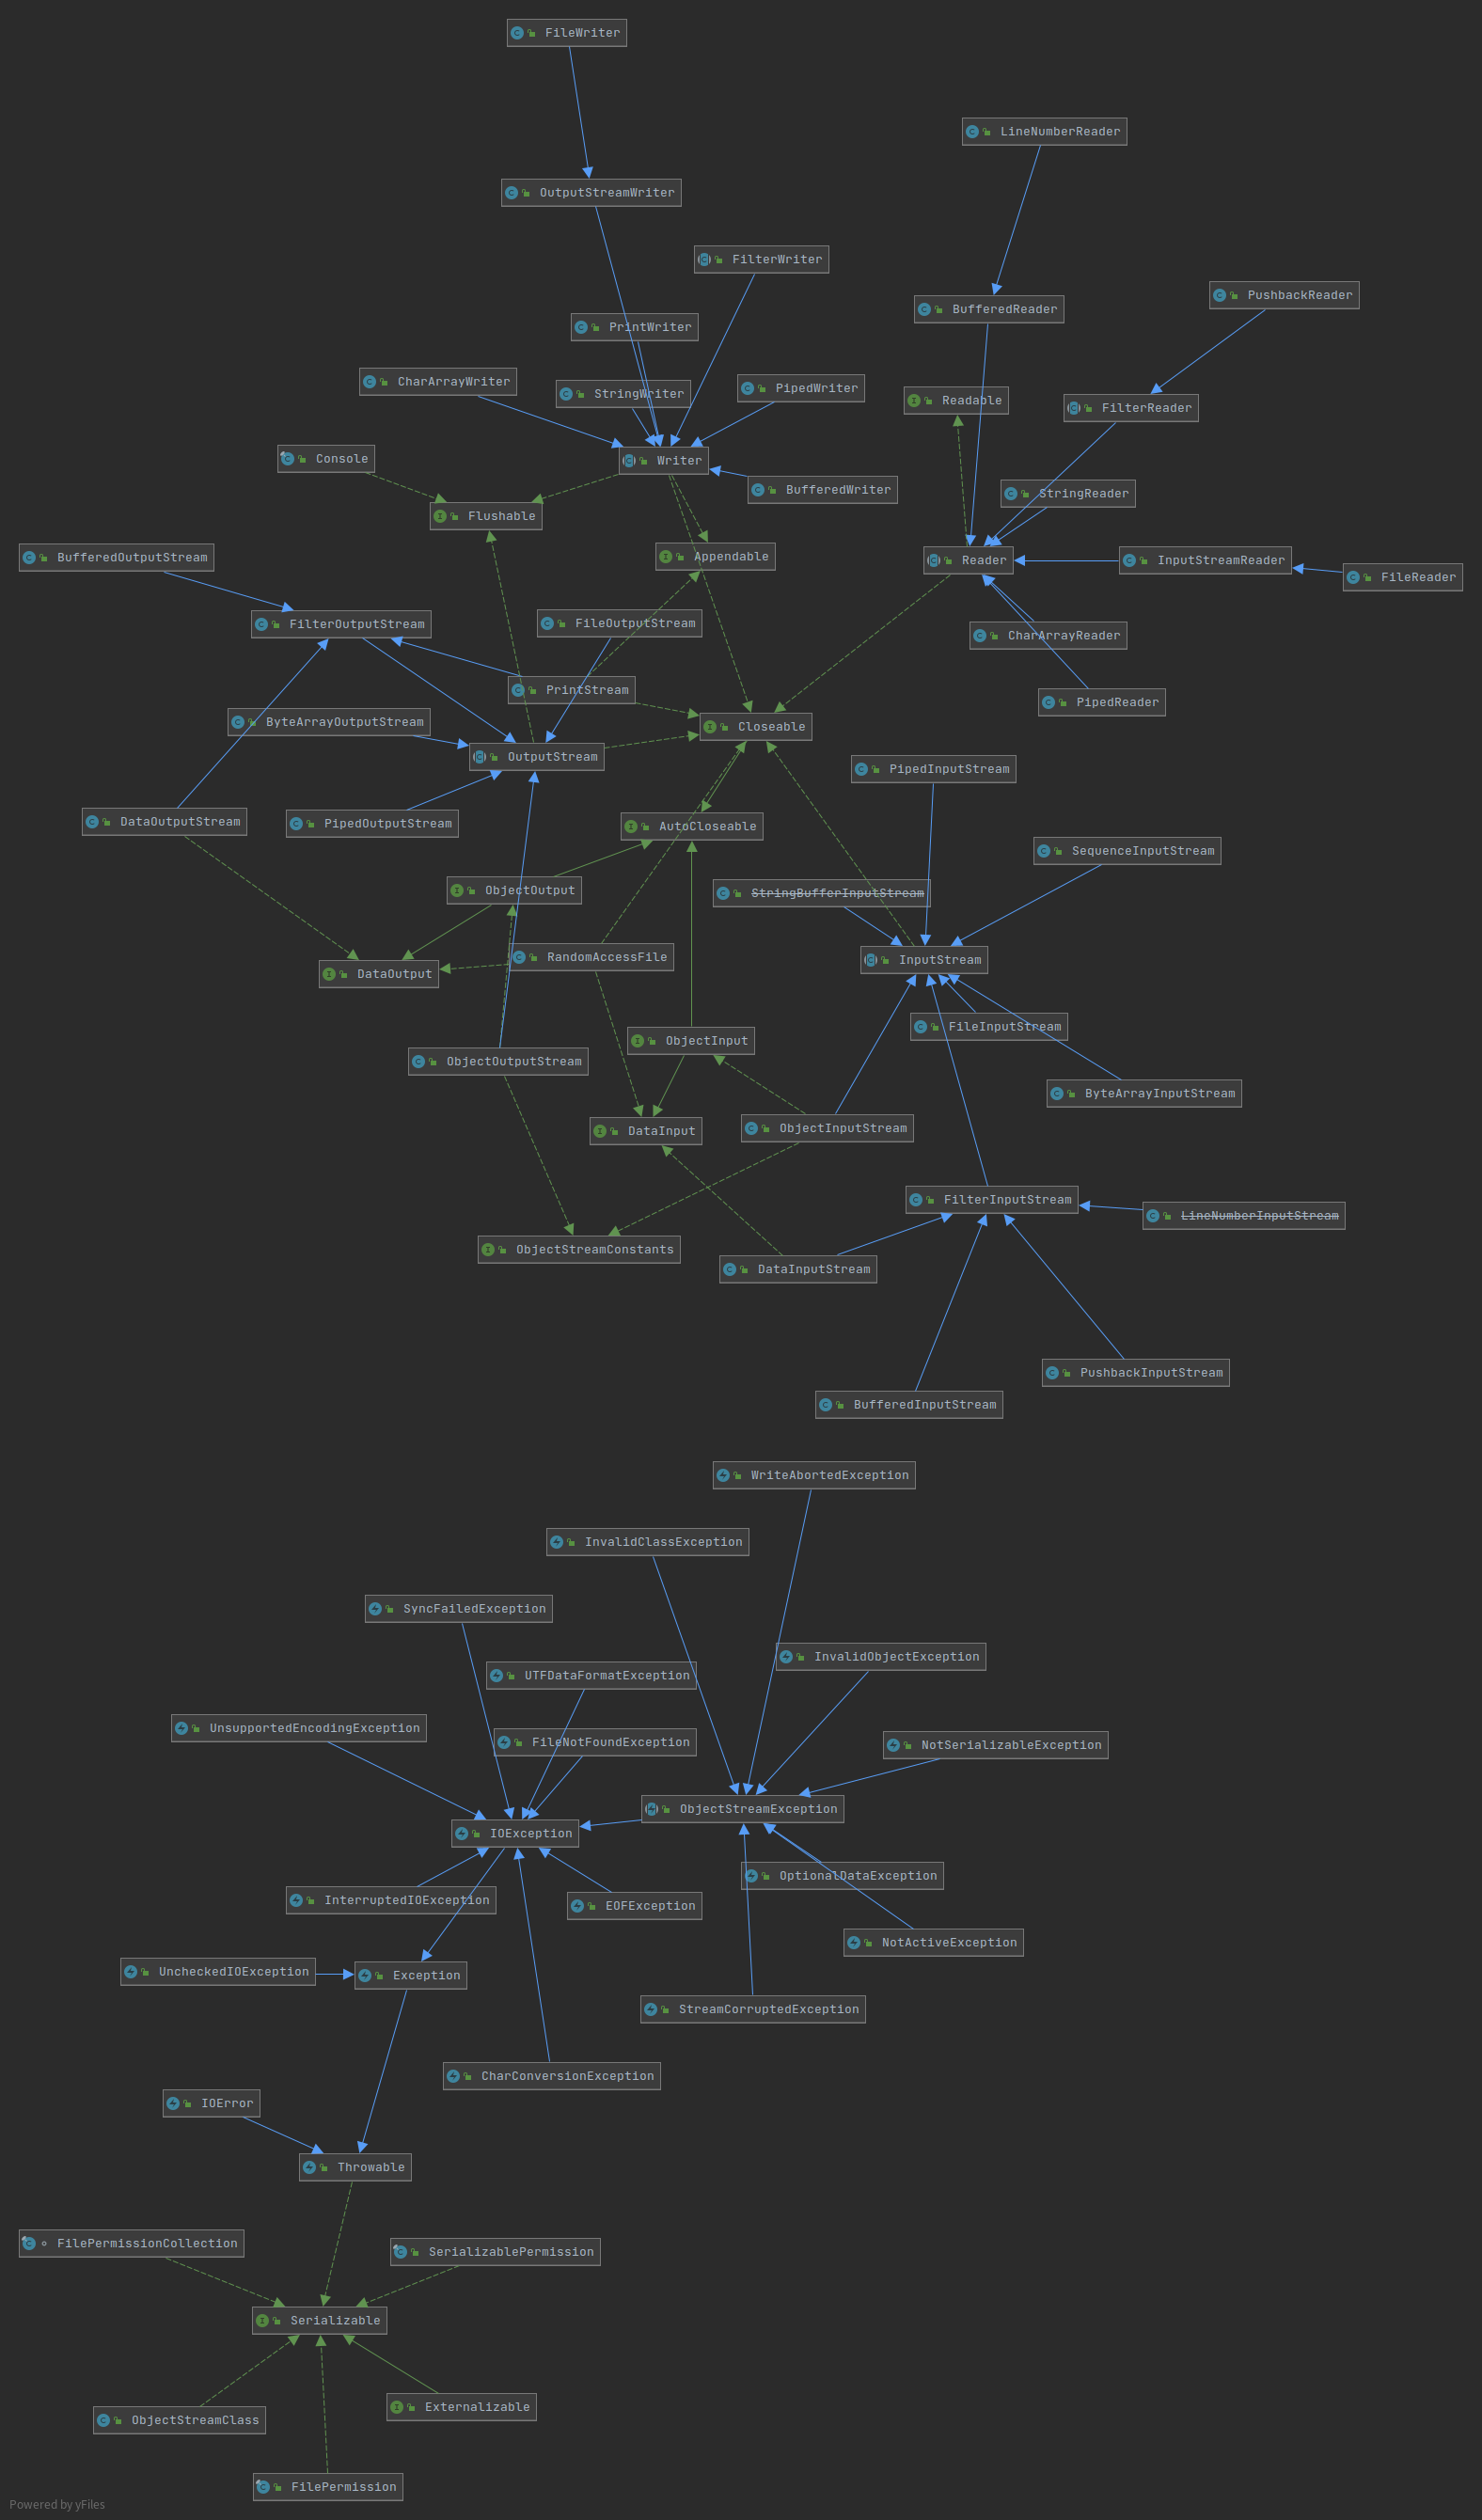 FileWriter
LineNumberReader
OutputStreamWriter
FilterWriter
PushbackReader
BufferedReader
PrintWriter
CharArrayWriter
PipedWriter
StringWriter
Readable
FilterReader
Console
Writer
BufferedWriter
StringReader
Flushable
Appendable
BufferedOutputStream
Reader
InputStreamReader
FileReader
FilterOutputStream
FileOutputStream
CharArrayReader
PrintStream
PipedReader
ByteArrayOutputStream
Closeable
OutputStream
PipedInputStream
DataOutputStream
PipedOutputStream
AutoCloseable
SequenceInputStream
ObjectOutput
StringBufferInputStream
RandomAccessFile
InputStream
DataOutput
FileInputStream
ObjectInput
ObjectOutputStream
ByteArrayInputStream
DataInput
ObjectInputStream
FilterInputStream
LineNumberInputStream
ObjectStreamConstants
DataInputStream
PushbackInputStream
BufferedInputStream
WriteAbortedException
InvalidClassException
SyncFailedException
InvalidObjectException
UTFDataFormatException
UnsupportedEncodingException
FileNotFoundException
NotSerializableException
ObjectStreamException
IOException
OptionalDataException
InterruptedIOException
EOFException
NotActiveException
UncheckedIOException
Exception
StreamCorruptedException
CharConversionException
IOError
Throwable
FilePermissionCollection
SerializablePermission
Serializable
Externalizable
ObjectStreamClass
FilePermission
Powered by yFiles